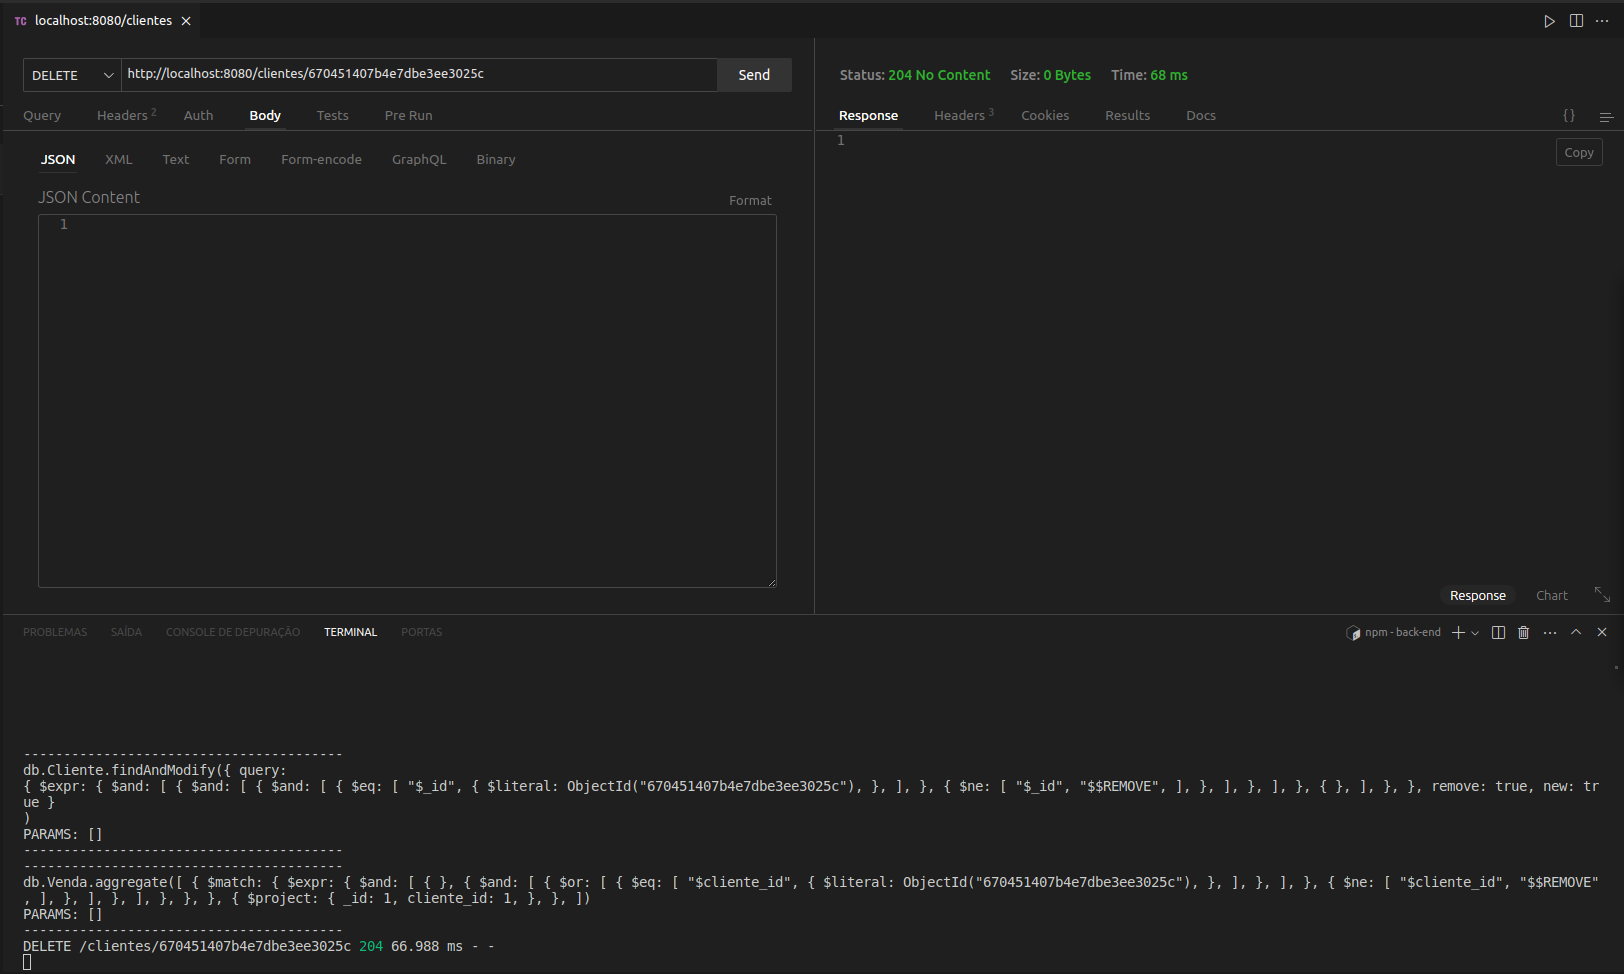 TC localhost:8080/clientes
DELETE http://localhost:8080/clientes/670451407b4e7dbe3ee3025c Send
Query Headers 2 Auth Body Tests Pre Run
JSON XML Text Form Form-encode GraphQL Binary
JSON Content
Format
1
Status: 204 No Content Size: 0 Bytes Time: 68 ms
Response Headers 3 Cookies Results Docs {}
1
Copy
Response Chart
PROBLEMAS SAÍDA CONSOLE DE DEPURAÇÃO TERMINAL PORTAS npm - back-end
----------------------------------------
db.Cliente.findAndModify({ query:
{ $expr: { $and: [ { $and: [ { $and: [ { $eq: [ "$_id", { $literal: ObjectId("670451407b4e7dbe3ee3025c"), }, ], }, { $ne: [ "$_id", "$$REMOVE", ], }, ], }, ], }, { }, ], }, }, remove: true, new: tr
ue }
)
PARAMS: []
----------------------------------------
----------------------------------------
db.Venda.aggregate([ { $match: { $expr: { $and: [ { }, { $and: [ { $or: [ { $eq: [ "$cliente_id", { $literal: ObjectId("670451407b4e7dbe3ee3025c"), }, ], }, ], }, { $ne: [ "$cliente_id", "$$REMOVE"
, ], }, ], }, ], }, }, }, { $project: { _id: 1, cliente_id: 1, }, }, ])
PARAMS: []
----------------------------------------
DELETE /clientes/670451407b4e7dbe3ee3025c 204 66.988 ms - -